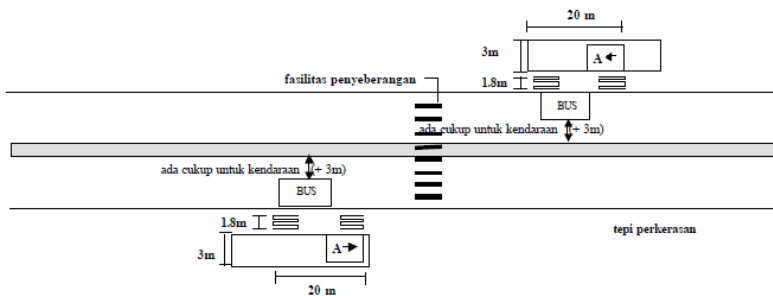 20 m
3m
A
fasilitas penyeberangan
1.8m
BUS
ada cukup untuk kendaraan (+ 3m)
ada cukup untuk kendaraan (+ 3m)
BUS
1.8m
tepi perkerasan
A
3m
20 m